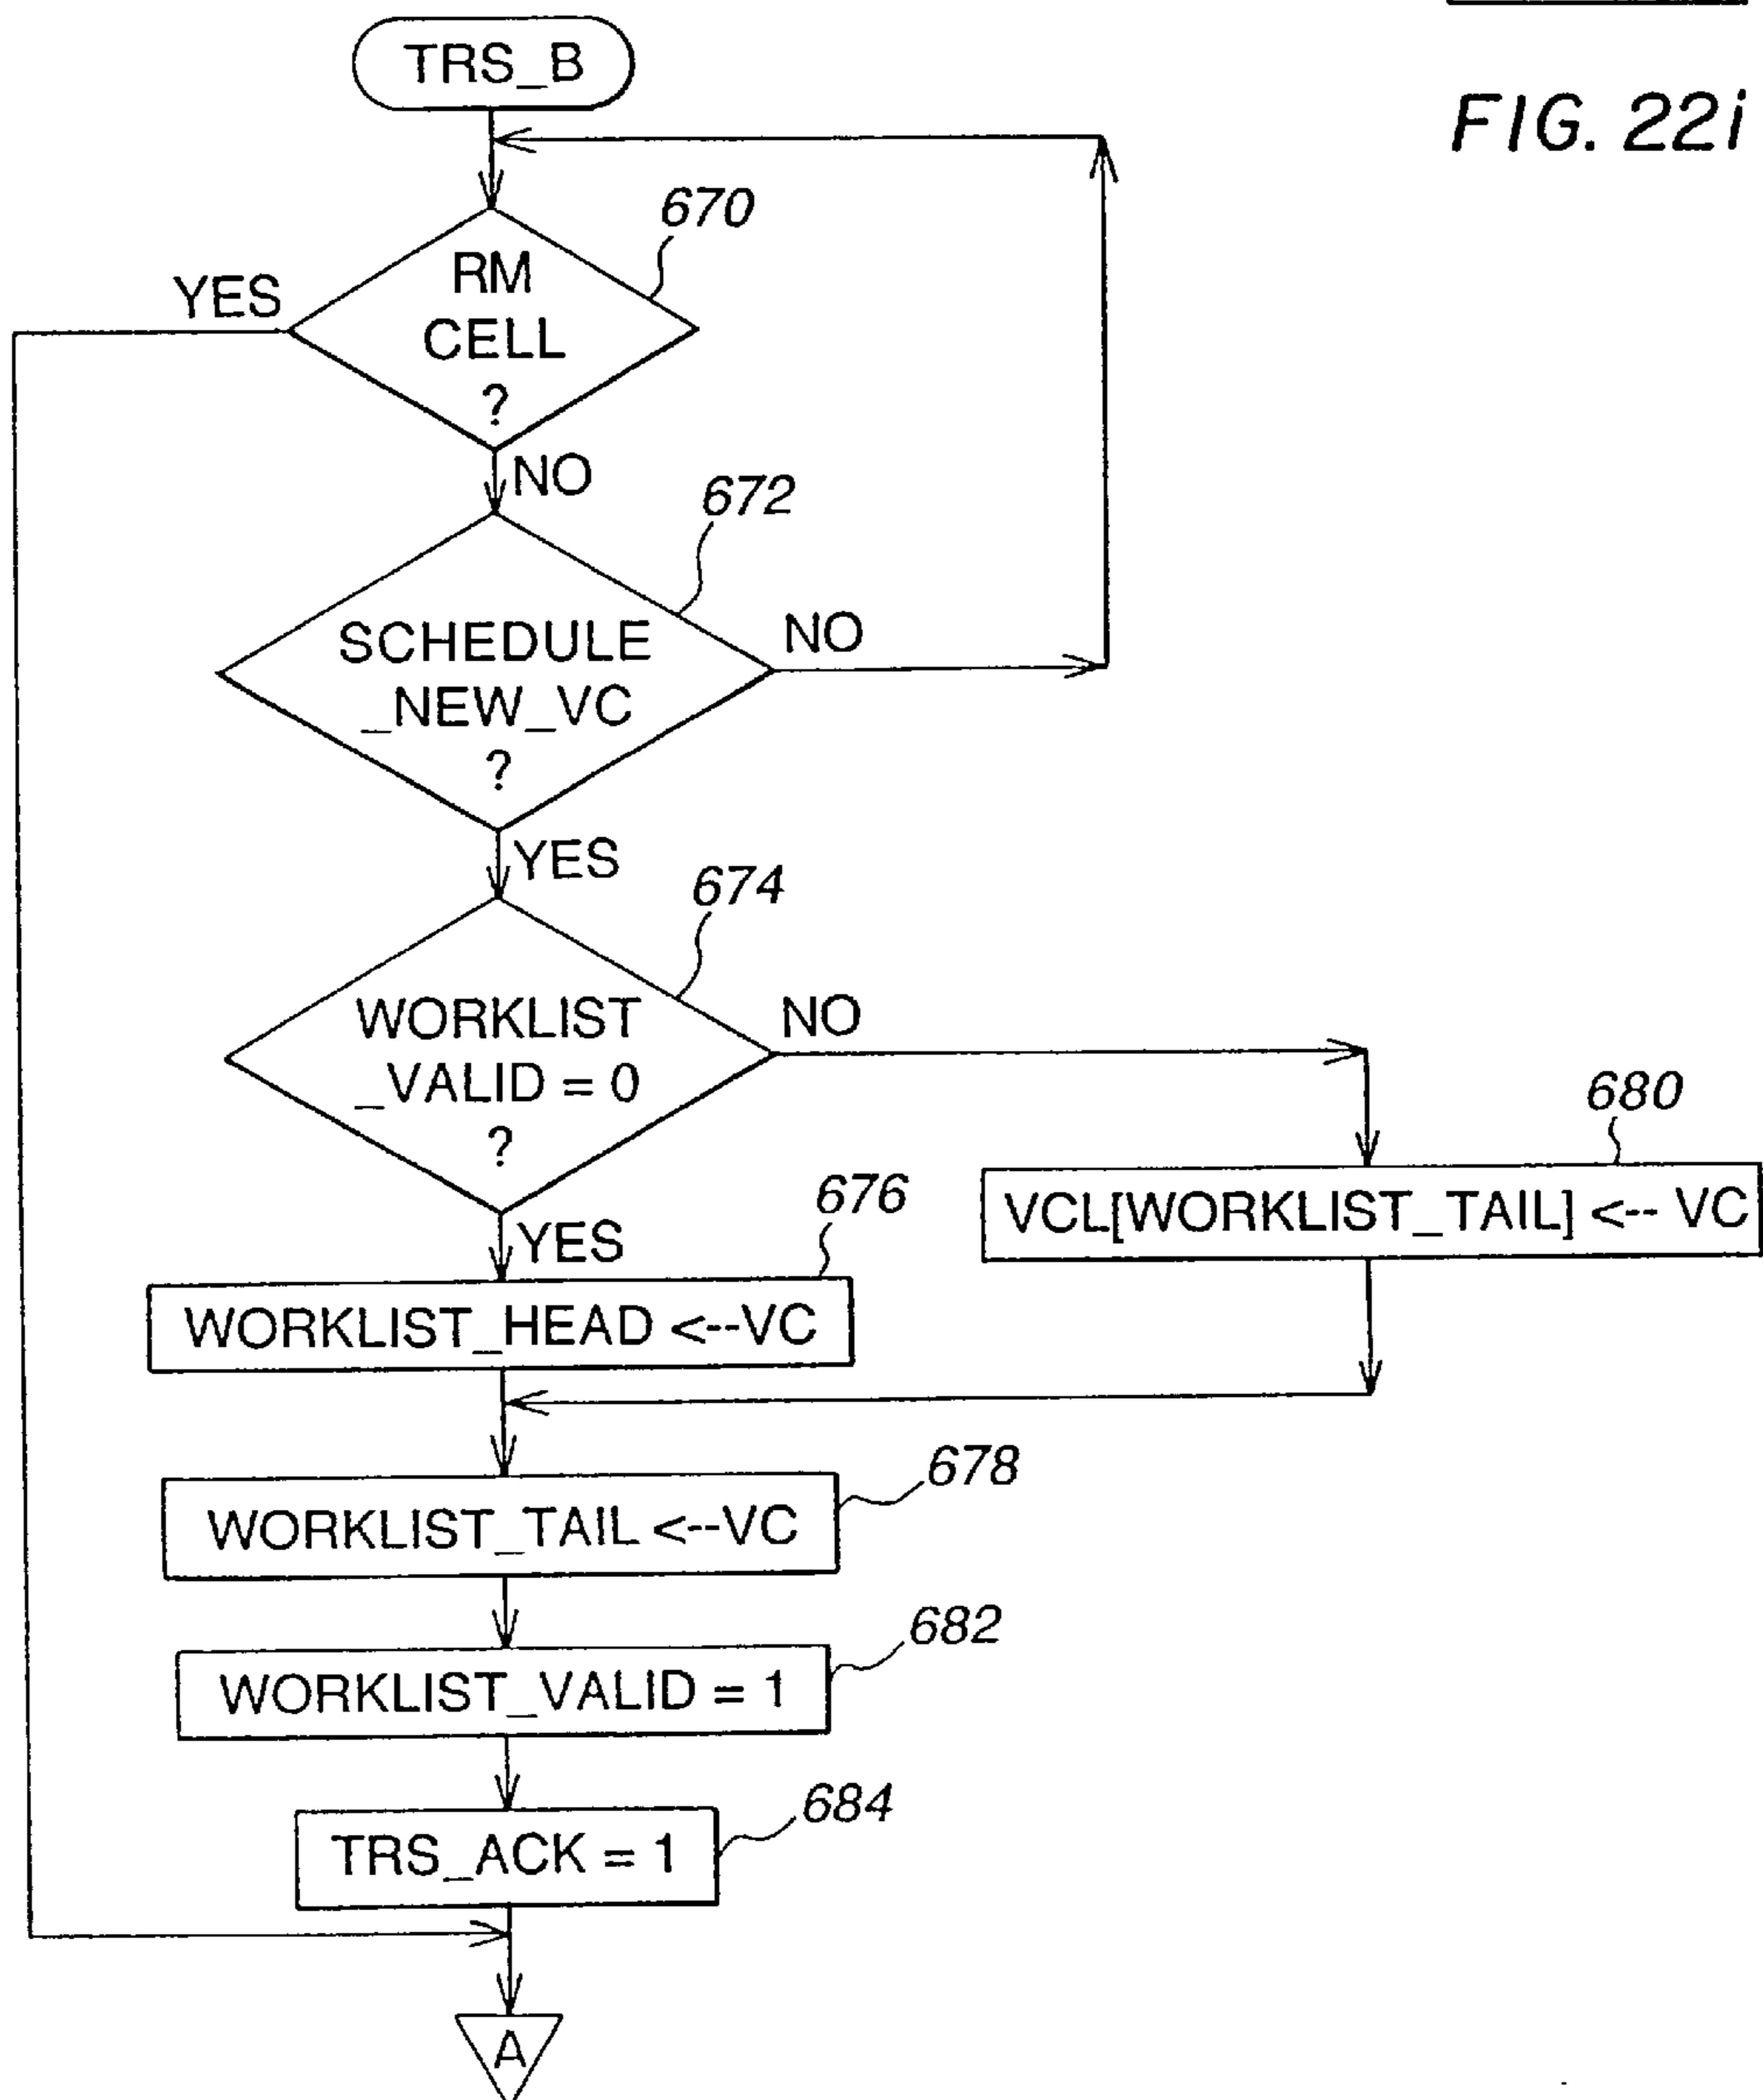 TRS_B
FIG. 22i
670
YES
RM
CELL
?
NO
672
SCHEDULE
_NEW_VC
?
NO
YES
674
WORKLIST
_VALID = 0
?
NO
680
VCL[WORKLIST_TAIL] <-- VC
676
YES
WORKLIST_HEAD <--VC
678
WORKLIST_TAIL <--VC
682
WORKLIST_VALID = 1
684
TRS_ACK = 1
A